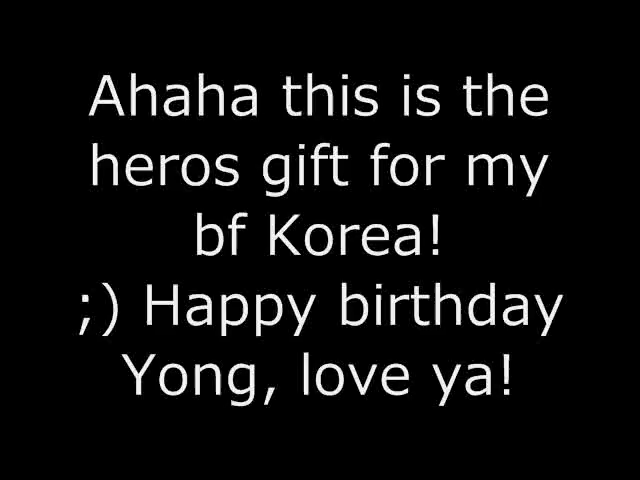 Ahaha this is the
heros gift for my
bf Korea!
;) Happy birthday
Yong, love ya!